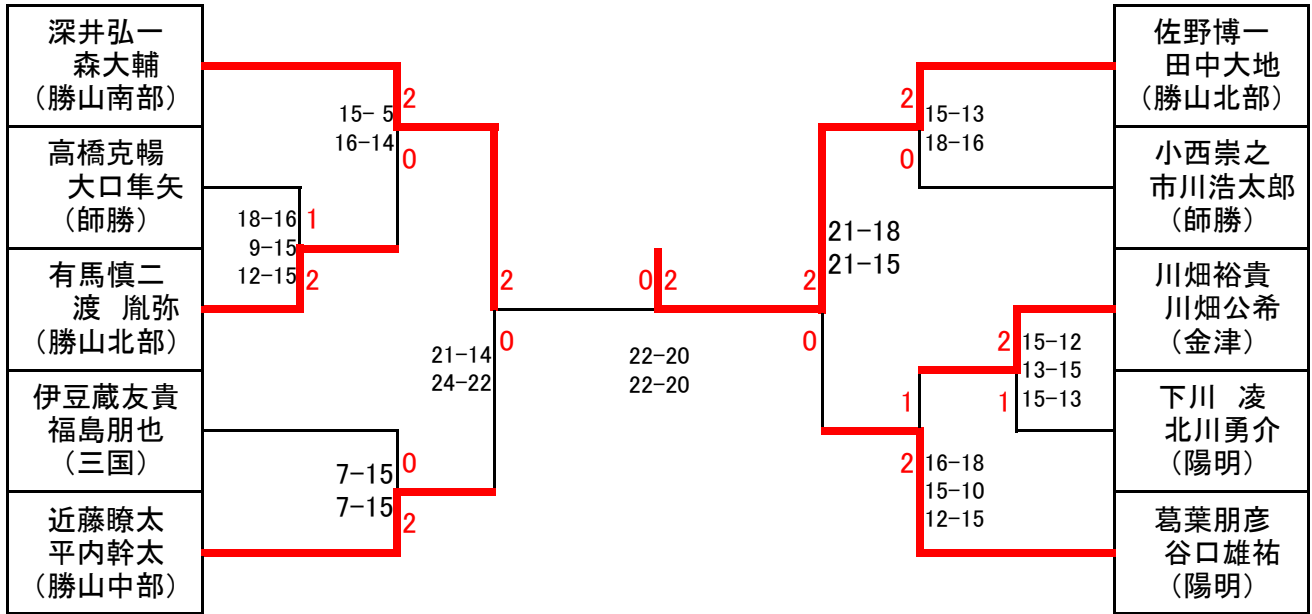 深井弘一
森大輔
（勝山南部）
高橋克暢
大口隼矢
（師勝）
有馬慎二
渡　胤弥
（勝山北部）
伊豆蔵友貴
福島朋也
（三国）
近藤瞭太
平内幹太
（勝山中部）
18-16
9-15
12-15
1
2
15- 5
16-14
2
0
7-15
7-15
0
2
21-14
24-22
2
0
0
2
22-20
22-20
21-18
21-15
2
0
15-13
18-16
2
0
15-12
13-15
15-13
2
1
16-18
15-10
12-15
1
2
佐野博一
田中大地
（勝山北部）
小西崇之
市川浩太郎
（師勝）
川畑裕貴
川畑公希
（金津）
下川　凌
北川勇介
（陽明）
葛葉朋彦
谷口雄祐
（陽明）